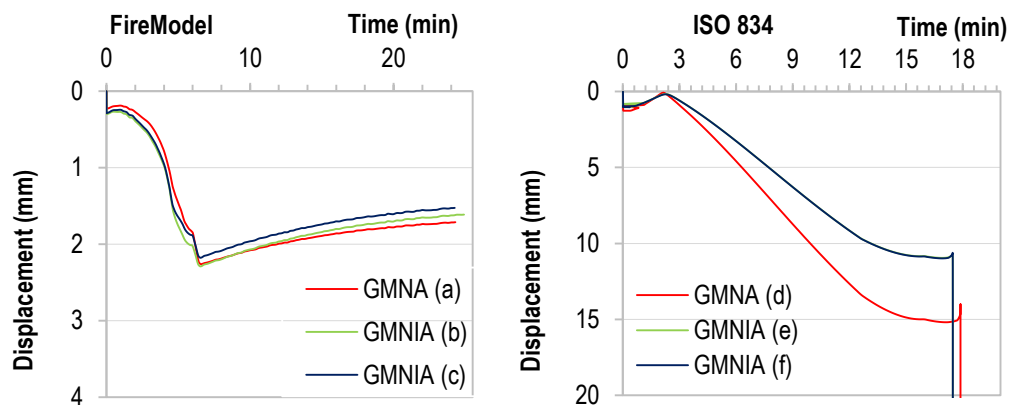 FireModel
Time (min)
0 10 20
0
1
2
3
4
Displacement (mm)
GMNA (a)
GMNIA (b)
GMNIA (c)
ISO 834
Time (min)
0 3 6 9 12 15 18
0
5
10
15
20
Displacement (mm)
GMNA (d)
GMNIA (e)
GMNIA (f)